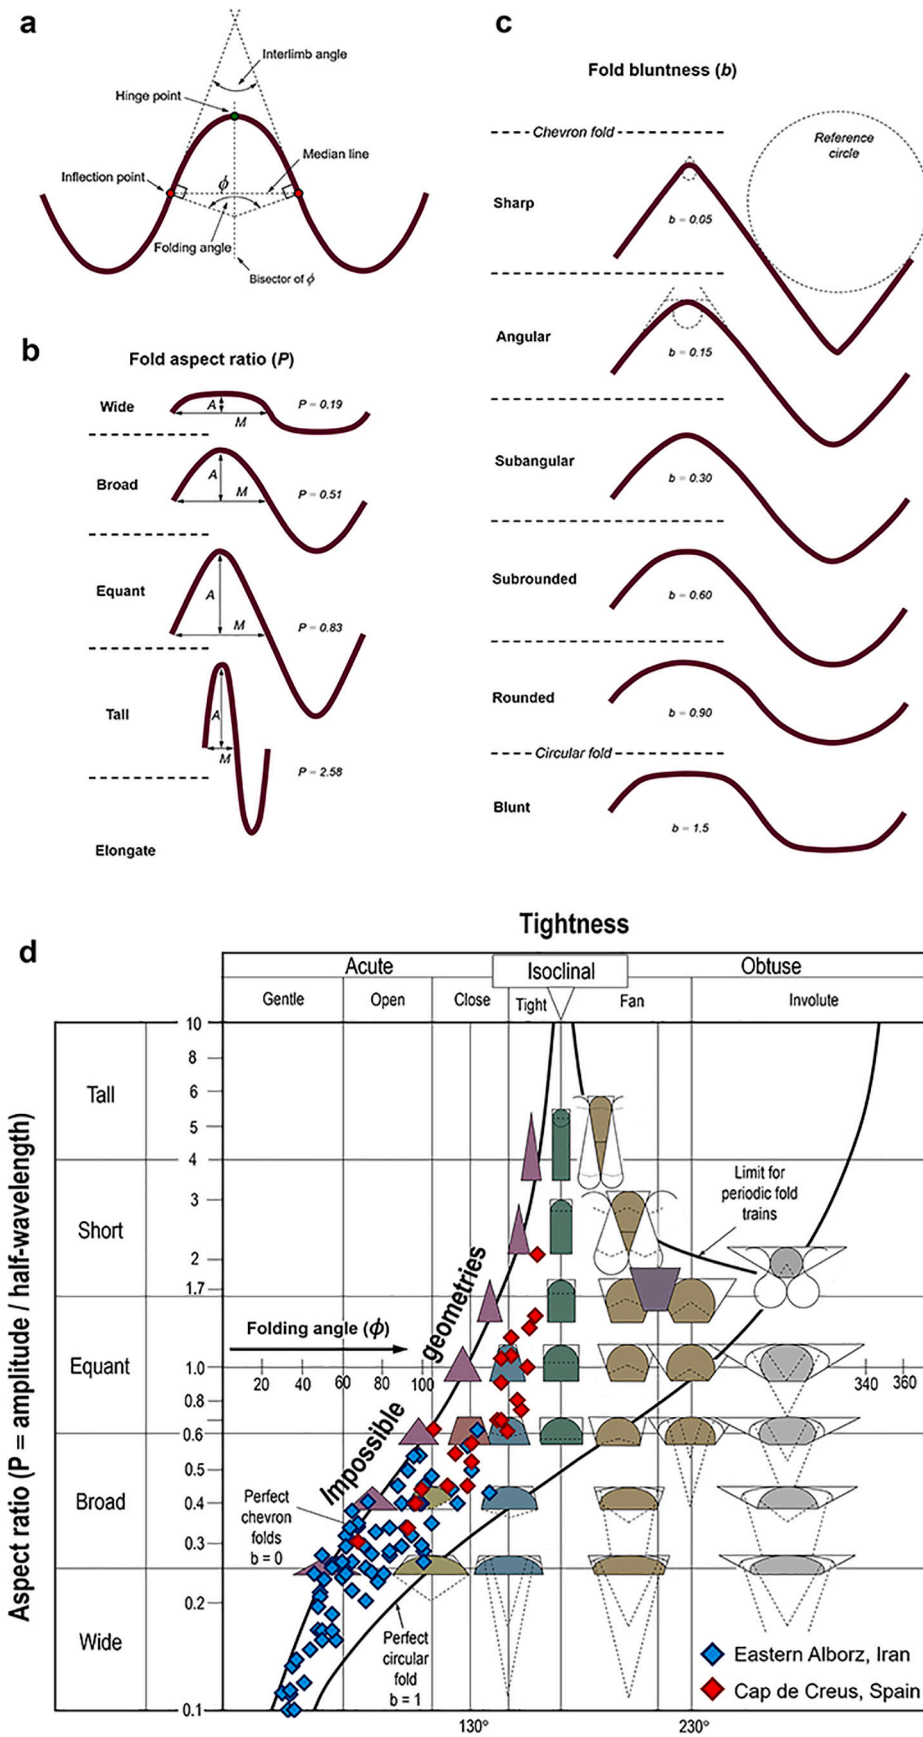 a
Interlimb angle
Hinge point
Median line
Inflection point
ϕ
Folding angle
Bisector of ϕ
b
Fold aspect ratio (P)
Wide
A
M
P = 0.19
Broad
A
M
P = 0.51
Equant
A
M
P = 0.83
Tall
A
M
P = 2.58
Elongate
c
Fold bluntness (b)
Chevron fold
Reference
circle
Sharp
b = 0.05
Angular
b = 0.15
Subangular
b = 0.30
Subrounded
b = 0.60
Rounded
b = 0.90
Circular fold
Blunt
b = 1.5
d
Tightness
Acute
Isoclinal
Obtuse
Gentle
Open
Close
Tight
Fan
Involute
Aspect ratio (P = amplitude / half-wavelength)
Tall
Short
Equant
Broad
Wide
10
8
6
5
4
3
2
1.7
1.0
0.8
0.6
0.5
0.4
0.3
0.2
0.1
Folding angle (ϕ)
20
40
60
80
100
340
360
Impossible
geometries
Limit for
periodic fold
trains
Perfect
chevron
folds
b = 0
Perfect
circular
fold
b = 1
Eastern Alborz, Iran
Cap de Creus, Spain
130°
230°